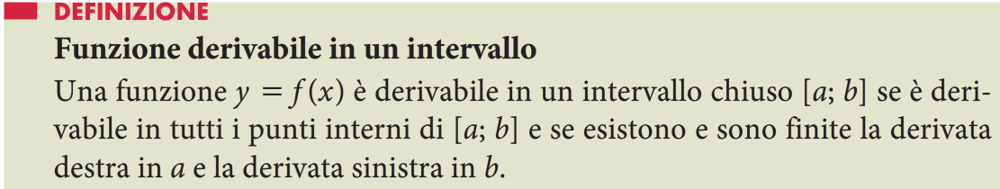 DEFINIZIONE
Funzione derivabile in un intervallo
Una funzione y = f(x) è derivabile in un intervallo chiuso [a; b] se è deri-
vabile in tutti i punti interni di [a; b] e se esistono e sono finite la derivata
destra in a e la derivata sinistra in b.